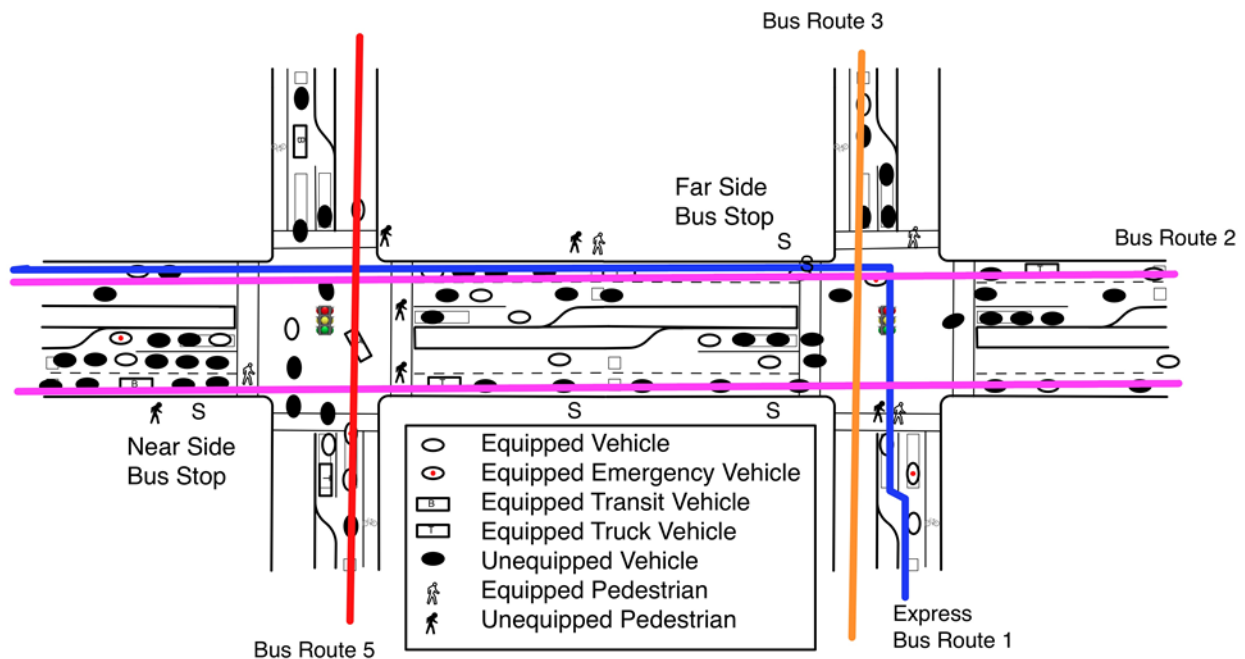 Bus Route 3
Far Side
Bus Stop
S
S
Bus Route 2
B
T
B
T
S
S
S
Near Side
Bus Stop
T
Equipped Vehicle
Equipped Emergency Vehicle
B
Equipped Transit Vehicle
T
Equipped Truck Vehicle
Unequipped Vehicle
Equipped Pedestrian
Unequipped Pedestrian
Express
Bus Route 1
Bus Route 5